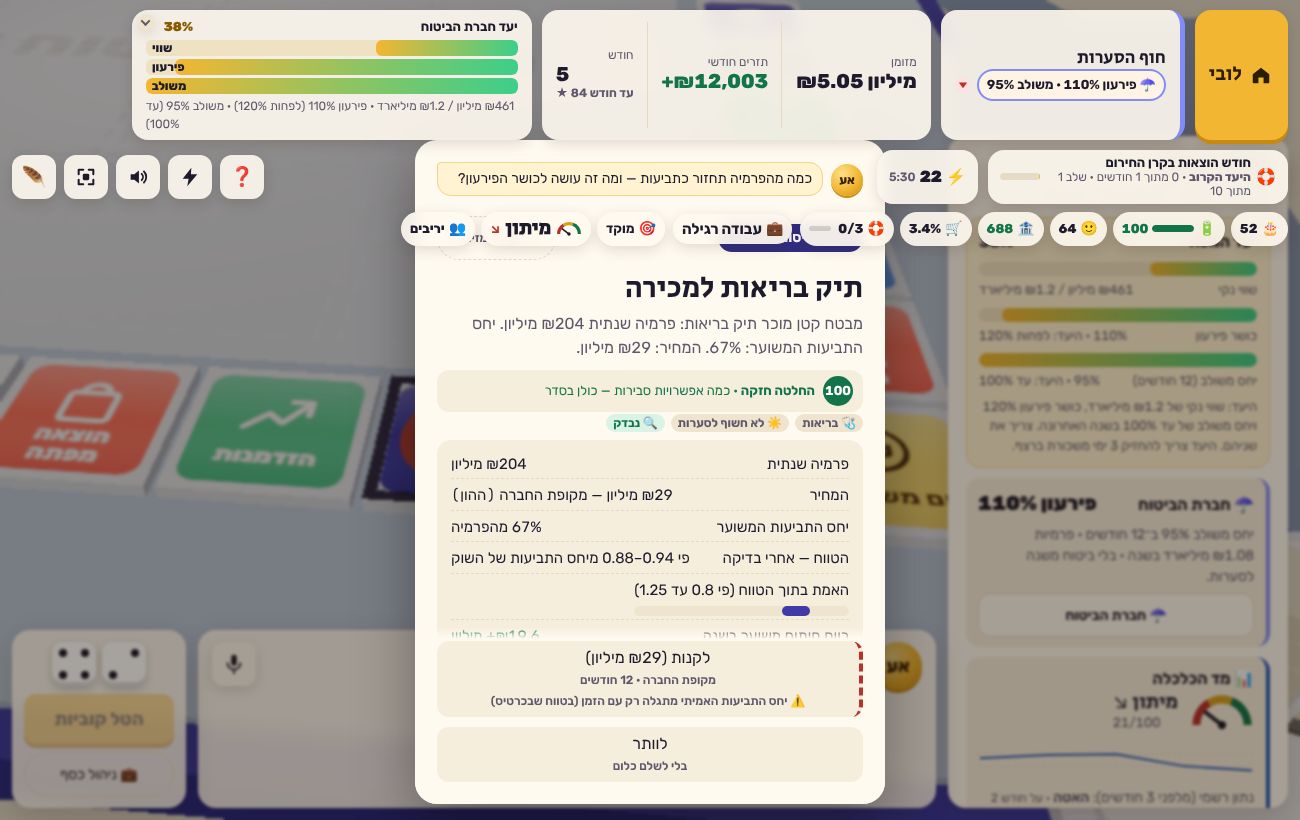 לובי
חוף הסערות
☂️ פירעון 110% • משולב 95%
מזומן
₪5.05 מיליון
תזרים חודשי
+₪12,003
חודש
5
עד חודש 84 ★
יעד חברת הביטוח
38%
שווי
פירעון
משולב
₪461 מיליון / ₪1.2 מיליארד • פירעון 110% (לפחות 120%) • משולב 95% (עד
100%)
חודש הוצאות בקרן החירום
היעד הקרוב • 0 מתוך 1 חודשים • שלב 1
מתוך 10
⚡ 22 5:30
כמה מהפרמיה תחזור כתביעות – ומה זה עושה לכושר הפירעון?
אע
52
100
64
688
3.4%
0/3
עבודה רגילה
מוקד
מיתון
יריבים
תיק בריאות למכירה
מבטח קטן מוכר תיק בריאות: פרמיה שנתית ₪204 מיליון. יחס
התביעות המשוער: 67%. המחיר: ₪29 מיליון.
100 החלטה חזקה • כמה אפשרויות סבירות – כולן בסדר
בריאות
לא חשוף לסערות
נבדק
פרמיה שנתית
₪204 מיליון
המחיר
₪29 מיליון – מקופת החברה (ההון)
יחס התביעות המשוער
67% מהפרמיה
הטווח – אחרי בדיקה
פי 0.88–0.94 מיחס התביעות של השוק
האמת בתוך הטווח (פי 0.8 עד 1.25)
לקנות (₪29 מיליון)
מקופת החברה • 12 חודשים
⚠️ יחס התביעות האמיתי מתגלה רק עם הזמן (בטווח שבכרטיס)
לוותר
בלי לשלם כלום
שווי נקי
₪461 מיליון / ₪1.2 מיליארד
כושר פירעון
110% • היעד: לפחות 120%
יחס משולב (12 חודשים)
95% • היעד: עד 100%
היעד: שווי נקי של ₪1.2 מיליארד, כושר פירעון 120%
ויחס משולב של עד 100% בשנה האחרונה. צריך את
שניהם. היעד צריך להחזיק 3 ימי משכורת ברצף.
חברת הביטוח
פירעון 110%
יחס משולב 95% ב־12 חודשים • פרמיות
₪1.08 מיליארד בשנה • בלי ביטוח משנה
לסערות.
חברת הביטוח
מד הכלכלה
מיתון
21/100
נתון רשמי (מלפני 3 חודשים): האטה • על חודש 2
הוצאה
מפתה
הזדמנות
אע
הטל קוביות
ניהול כסף